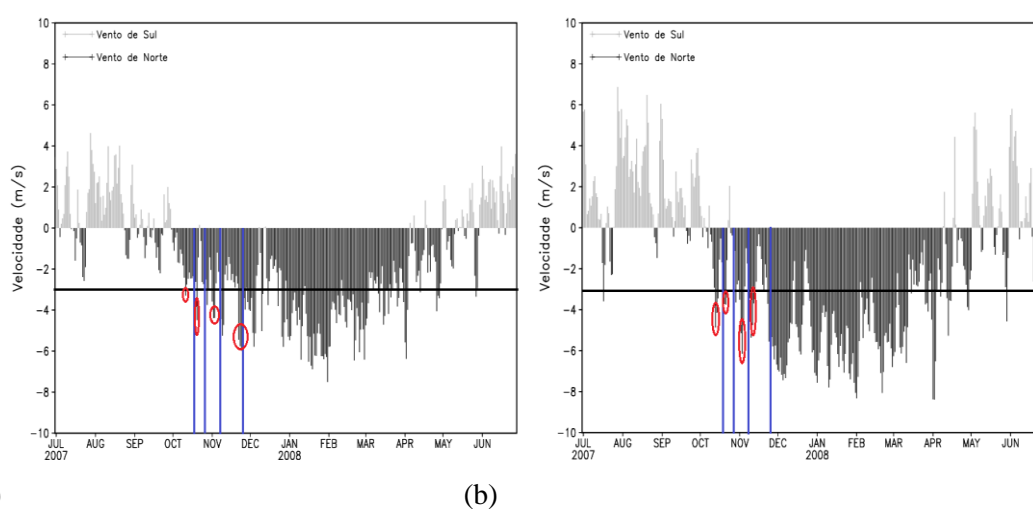 10
8
6
4
2
0
-2
-4
-6
-8
-10
Velocidade (m/s)
Vento de Sul
Vento de Norte
JUL AUG SEP OCT NOV DEC JAN FEB MAR APR MAY JUN
2007 2008
10
8
6
4
2
0
-2
-4
-6
-8
-10
Velocidade (m/s)
Vento de Sul
Vento de Norte
JUL AUG SEP OCT NOV DEC JAN FEB MAR APR MAY JUN
2007 2008
(b)